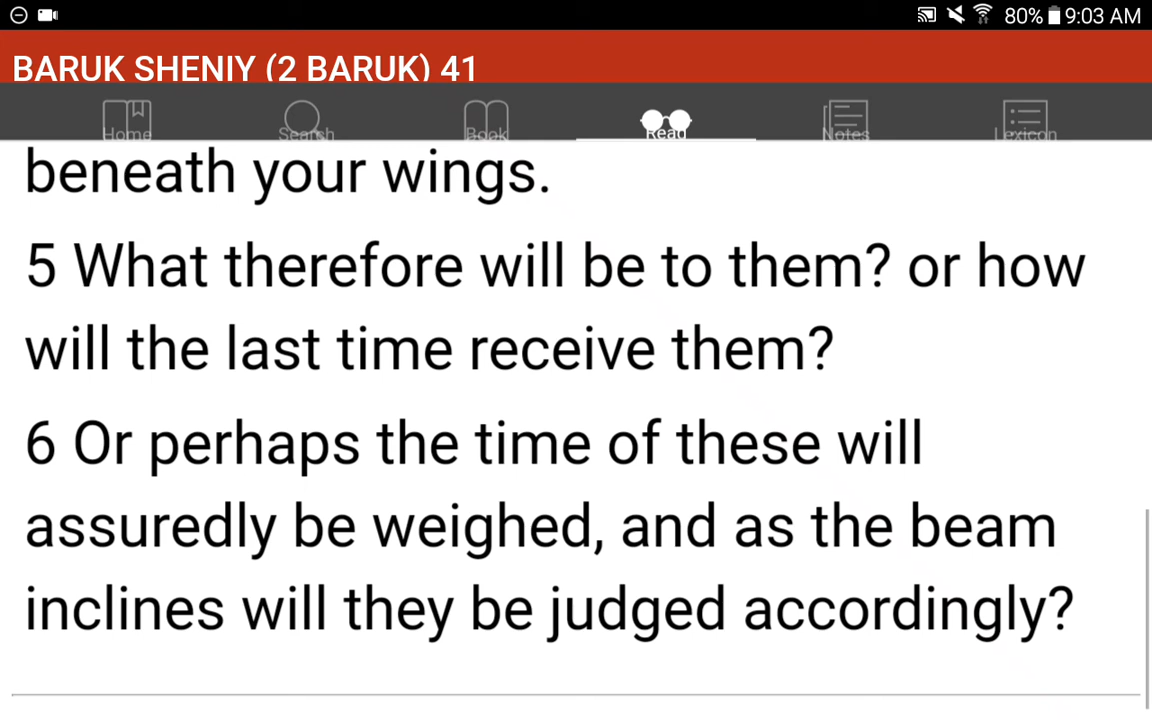 80% 9:03 AM
BARUK SHENIY (2 BARUK) 41
Home Search Book Read Notes Lexicon
beneath your wings.
5 What therefore will be to them? or how
will the last time receive them?
6 Or perhaps the time of these will
assuredly be weighed, and as the beam
inclines will they be judged accordingly?